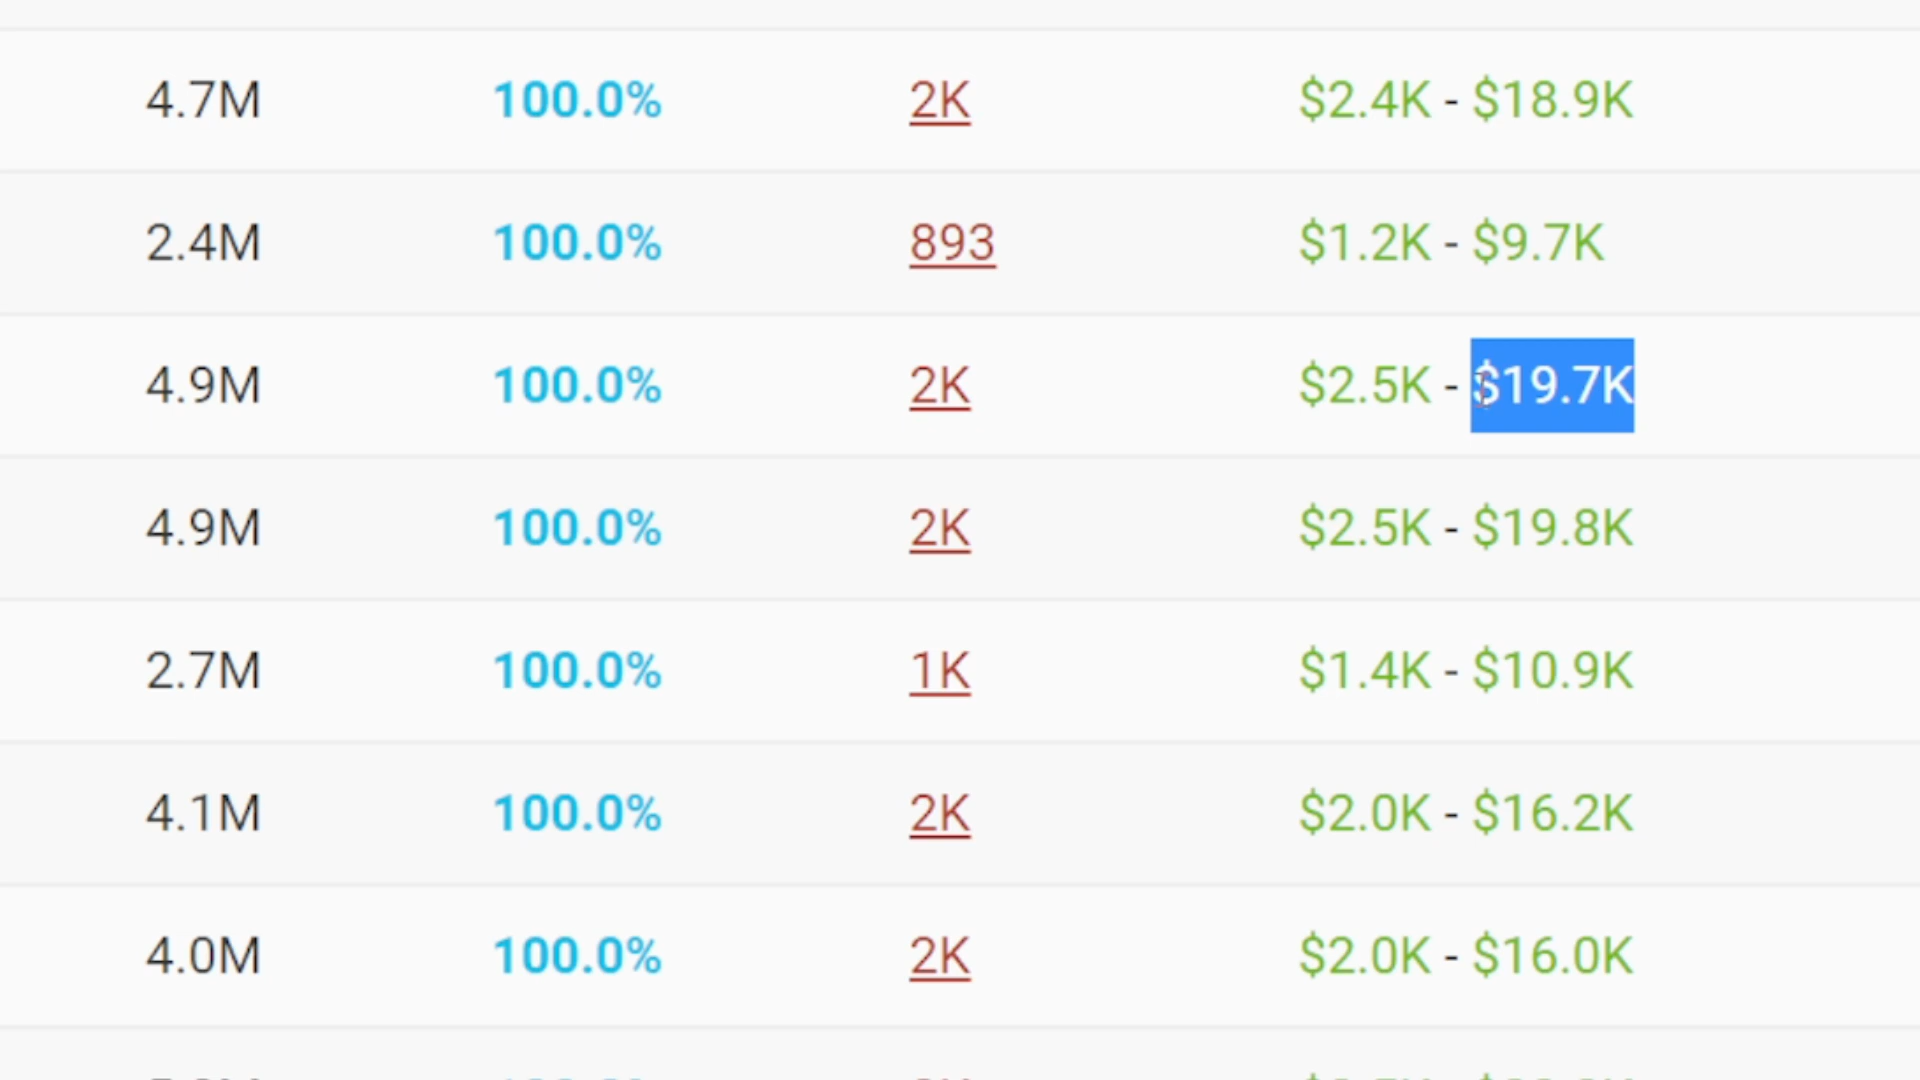 4.7M 100.0% 2K $2.4K - $18.9K
2.4M 100.0% 893 $1.2K - $9.7K
4.9M 100.0% 2K $2.5K - $19.7K
4.9M 100.0% 2K $2.5K - $19.8K
2.7M 100.0% 1K $1.4K - $10.9K
4.1M 100.0% 2K $2.0K - $16.2K
4.0M 100.0% 2K $2.0K - $16.0K